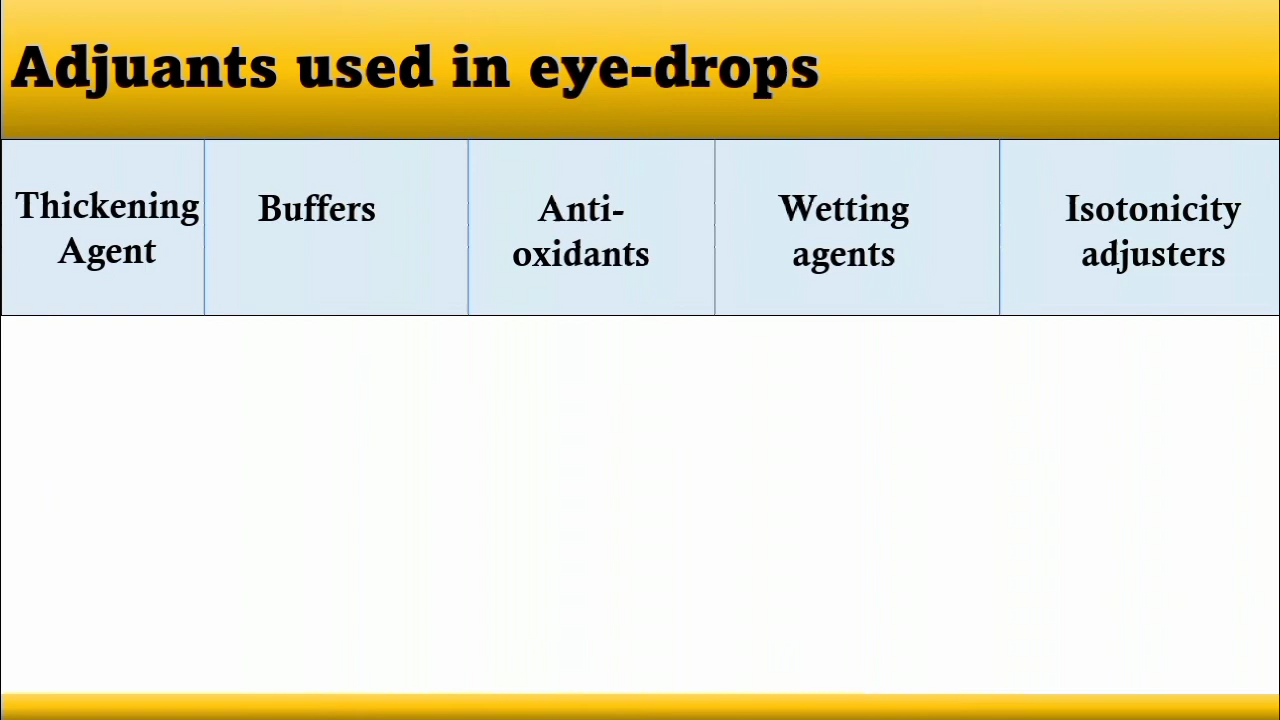 Adjuants used in eye-drops
Thickening
Agent
Buffers
Anti-
oxidants
Wetting
agents
Isotonicity
adjusters